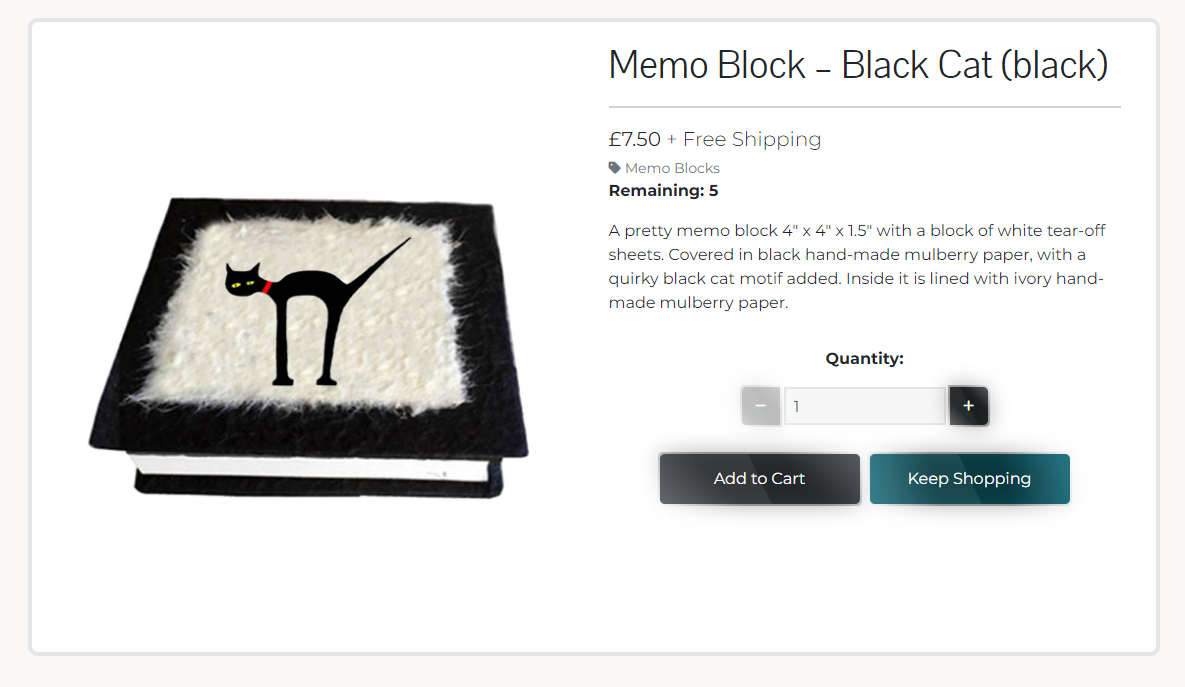 Memo Block – Black Cat (black)
£7.50 + Free Shipping
Memo Blocks
Remaining: 5
A pretty memo block 4" x 4" x 1.5" with a block of white tear-off
sheets. Covered in black hand-made mulberry paper, with a
quirky black cat motif added. Inside it is lined with ivory hand-
made mulberry paper.
Quantity:
− 1 +
Add to Cart Keep Shopping